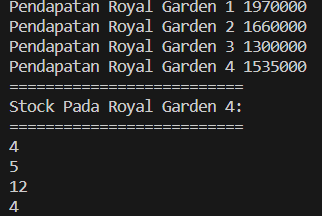 Pendapatan Royal Garden 1 1970000
Pendapatan Royal Garden 2 1660000
Pendapatan Royal Garden 3 1300000
Pendapatan Royal Garden 4 1535000
==========================
Stock Pada Royal Garden 4:
==========================
4
5
12
4